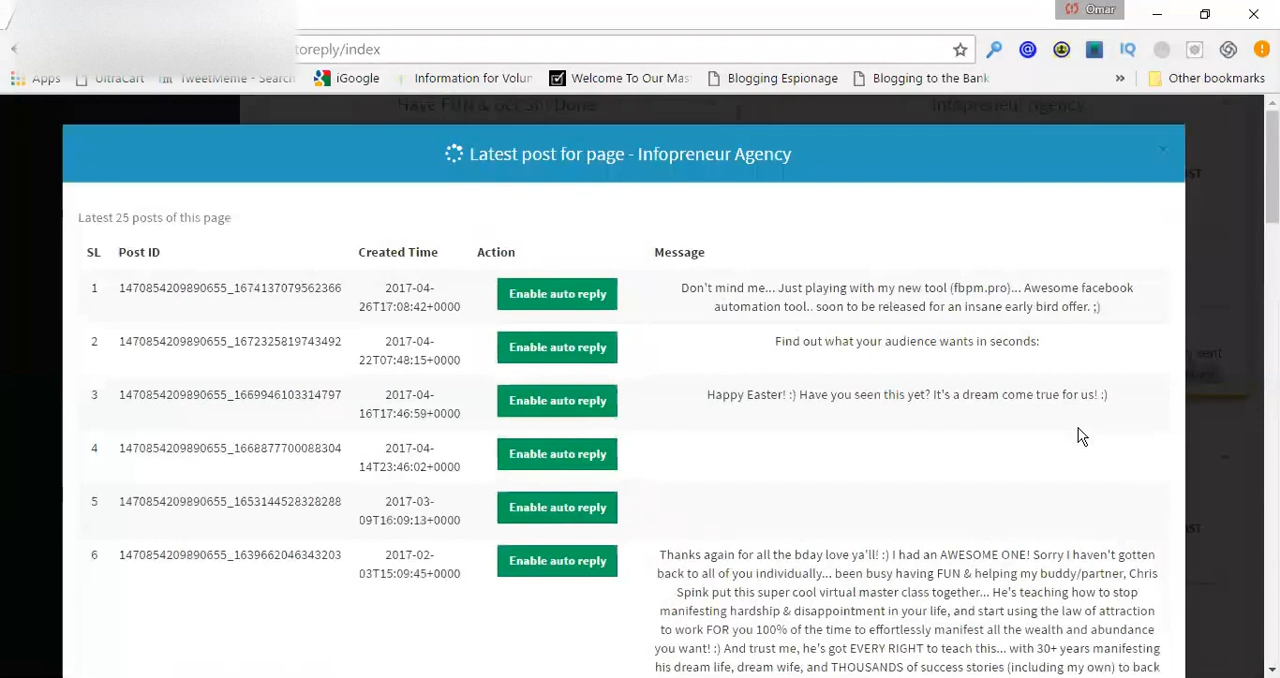 Omar
toreply/index
Apps UltraCart TweetMeme - Search iGoogle Information for Volun Welcome To Our Mas Blogging Espionage Blogging to the Bank » Other bookmarks
Have FUN & Get Shit Done Infopreneur Agency
Latest post for page - Infopreneur Agency
Latest 25 posts of this page
SL Post ID Created Time Action Message
1 1470854209890655_1674137079562366 2017-04- Enable auto reply Don't mind me... Just playing with my new tool (fbpm.pro)... Awesome facebook
26T17:08:42+0000 automation tool.. soon to be released for an insane early bird offer. ;)
2 1470854209890655_1672325819743492 2017-04- Enable auto reply Find out what your audience wants in seconds:
22T07:48:15+0000
3 1470854209890655_1669946103314797 2017-04- Enable auto reply Happy Easter! :) Have you seen this yet? It's a dream come true for us! :)
16T17:46:59+0000
4 1470854209890655_1668877700088304 2017-04- Enable auto reply
14T23:46:02+0000
5 1470854209890655_1653144528328288 2017-03- Enable auto reply
09T16:09:13+0000
6 1470854209890655_1639662046343203 2017-02- Enable auto reply Thanks again for all the bday love ya'll! :) I had an AWESOME ONE! Sorry I haven't gotten
03T15:09:45+0000 back to all of you individually... been busy having FUN & helping my buddy/partner, Chris
Spink put this super cool virtual master class together... He's teaching how to stop
manifesting hardship & disappointment in your life, and start using the law of attraction
to work FOR you 100% of the time to effortlessly manifest all the wealth and abundance
you want! :) And trust me, he's got EVERY RIGHT to teach this... with 30+ years manifesting
his dream life, dream wife, and THOUSANDS of success stories (including my own) to back